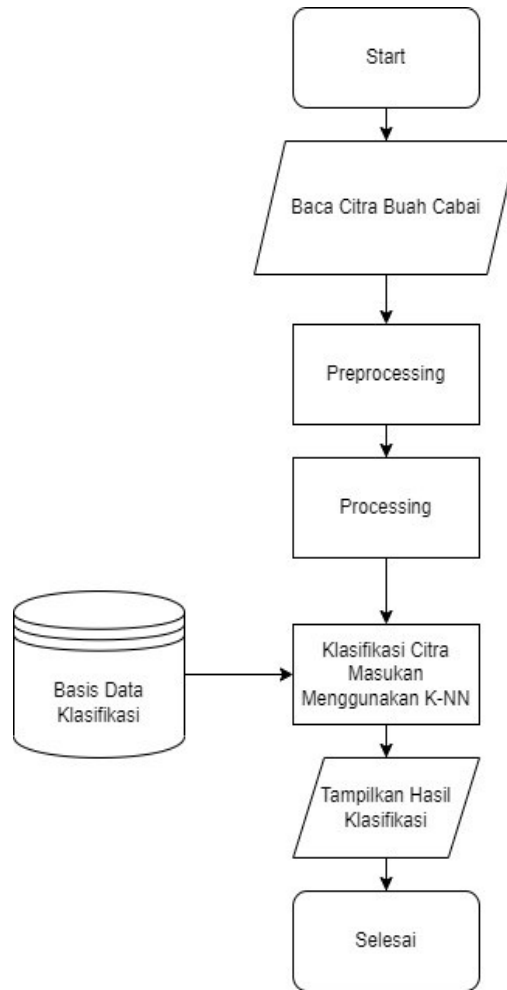 Start
Baca Citra Buah Cabai
Preprocessing
Processing
Basis Data
Klasifikasi
Klasifikasi Citra
Masukan
Menggunakan K-NN
Tampilkan Hasil
Klasifikasi
Selesai